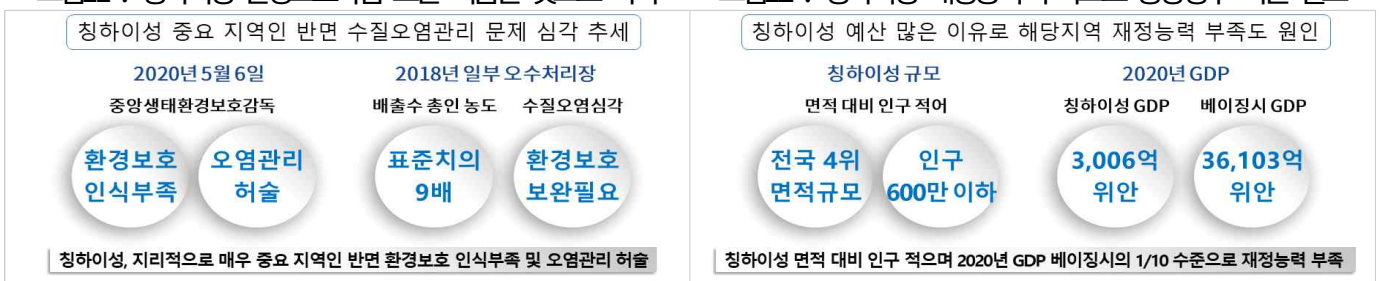 칭하이성 중요 지역인 반면 수질오염관리 문제 심각 추세
2020년 5월 6일
2018년 일부 오수처리장
중앙생태환경보호감독
배출수 총인 농도
수질오염심각
환경보호
인식부족
오염관리
허술
표준치의
9배
환경보호
보완필요
칭하이성, 지리적으로 매우 중요 지역인 반면 환경보호 인식부족 및 오염관리 허술
칭하이성 예산 많은 이유로 해당지역 재정능력 부족도 원인
칭하이성 규모
2020년 GDP
면적 대비 인구 적어
칭하이성 GDP
베이징시 GDP
전국 4위
면적규모
인구
600만 이하
3,006억
위안
36,103억
위안
칭하이성 면적 대비 인구 적으며 2020년 GDP 베이징시의 1/10 수준으로 재정능력 부족